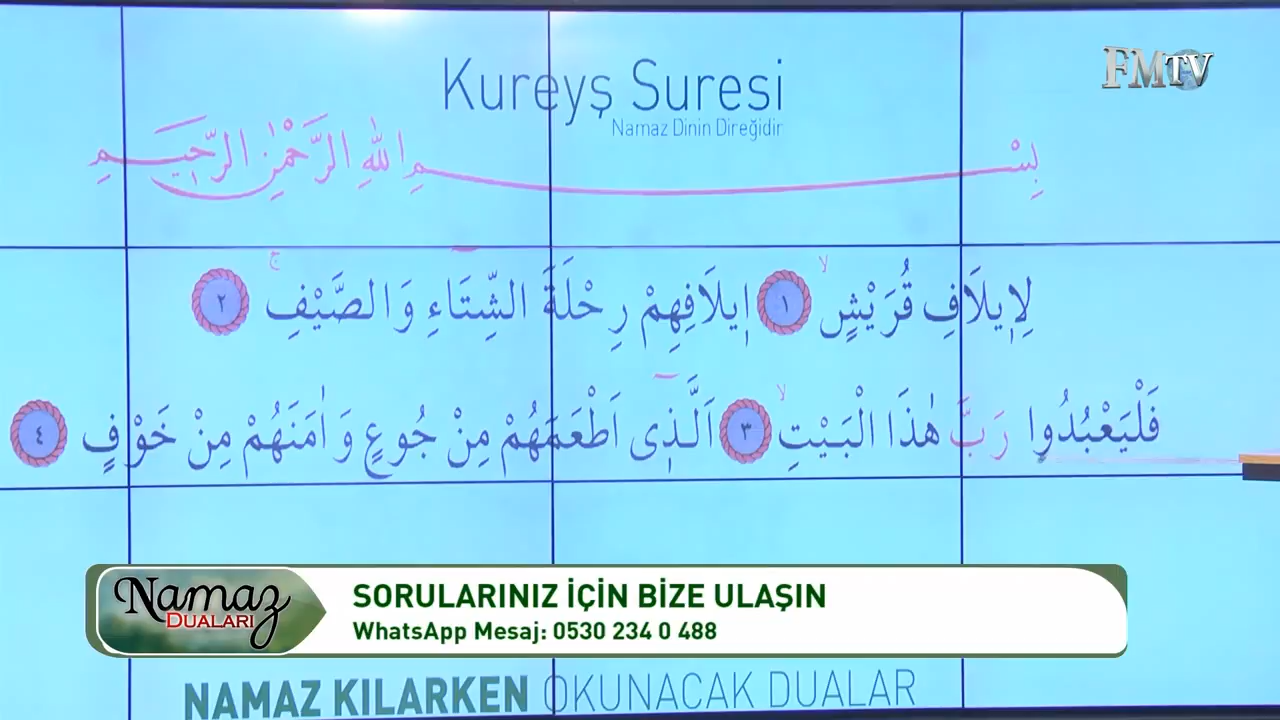 FMTV
Kureyş Suresi
Namaz Dinin Direğidir
بِسْمِ اللّٰهِ الرَّحْمٰنِ الرَّحٖيمِ
لِاٖيلَافِ قُرَيْشٍۙ ١ اٖيلَافِهِمْ رِحْلَةَ الشِّتَٓاءِ وَالصَّيْفِۚ ٢
فَلْيَعْبُدُوا رَبَّ هٰذَا الْبَيْتِۙ ٣ اَلَّـذٖٓى اَطْعَمَهُمْ مِنْ جُوعٍ وَاٰمَنَهُمْ مِنْ خَوْفٍ ٤
Namaz
DUALARI
SORULARINIZ İÇİN BİZE ULAŞIN
WhatsApp Mesaj: 0530 234 0 488
NAMAZ KILARKEN OKUNACAK DUALAR